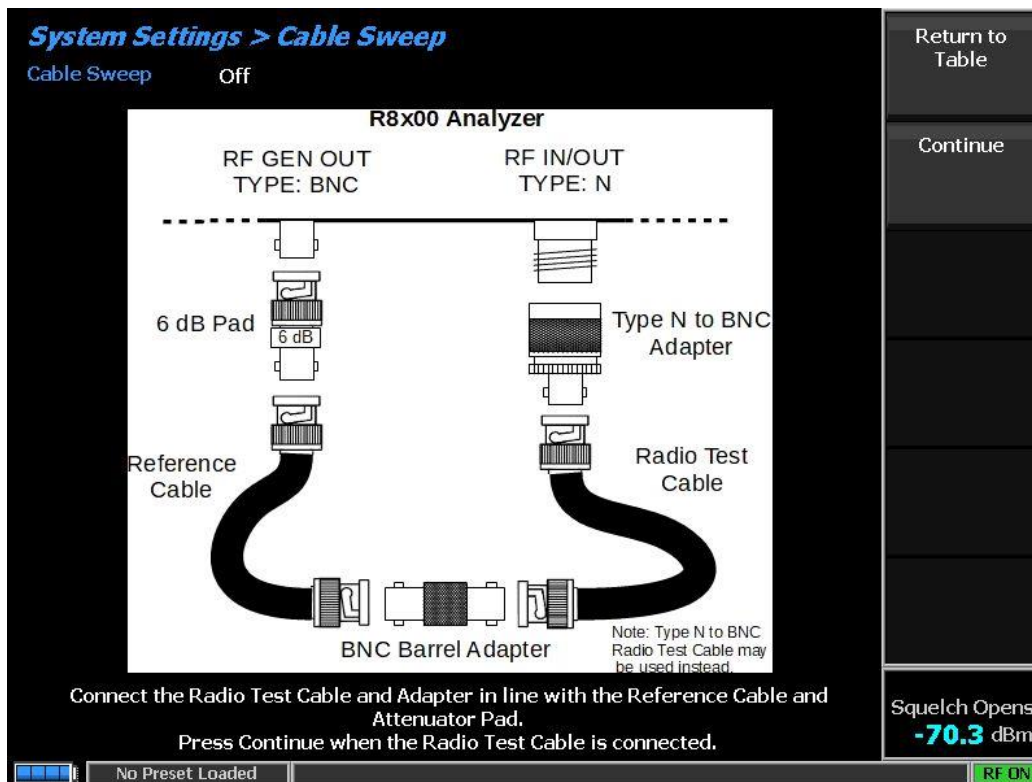 System Settings > Cable Sweep
Cable Sweep Off
R8x00 Analyzer
RF GEN OUT
TYPE: BNC
RF IN/OUT
TYPE: N
6 dB Pad
6 dB
Type N to BNC
Adapter
Reference
Cable
Radio Test
Cable
BNC Barrel Adapter
Note: Type N to BNC
Radio Test Cable may
be used instead.
Connect the Radio Test Cable and Adapter in line with the Reference Cable and
Attenuator Pad.
Press Continue when the Radio Test Cable is connected.
Return to
Table
Continue
Squelch Opens
-70.3 dBm
No Preset Loaded
RF ON